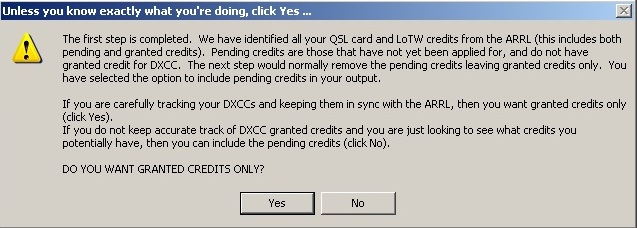 Unless you know exactly what you're doing, click Yes ...
The first step is completed. We have identified all your QSL card and LoTW credits from the ARRL (this includes both
pending and granted credits). Pending credits are those that have not yet been applied for, and do not have
granted credit for DXCC. The next step would normally remove the pending credits leaving granted credits only. You
have selected the option to include pending credits in your output.
If you are carefully tracking your DXCCs and keeping them in sync with the ARRL, then you want granted credits only
(click Yes).
If you do not keep accurate track of DXCC granted credits and you are just looking to see what credits you
potentially have, then you can include the pending credits (click No).
DO YOU WANT GRANTED CREDITS ONLY?
Yes No